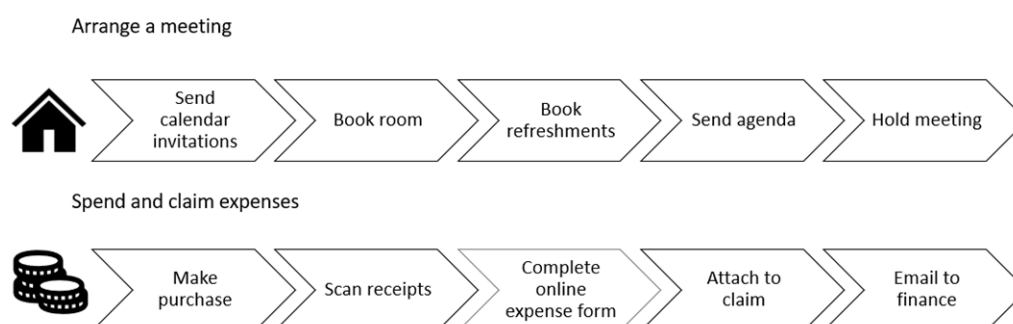 Arrange a meeting
Send
calendar
invitations
Book room
Book
refreshments
Send agenda
Hold meeting
Spend and claim expenses
Make
purchase
Scan receipts
Complete
online
expense form
Attach to
claim
Email to
finance